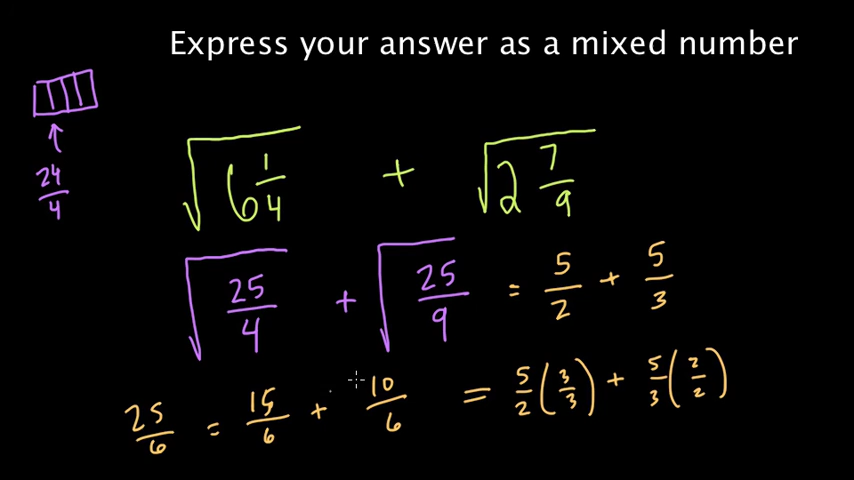 Express your answer as a mixed number
24/4
√(6 1/4) + √(2 7/9)
√(25/4) + √(25/9) = 5/2 + 5/3
25/6 = 15/6 + 10/6 = 5/2 (3/3) + 5/3 (2/2)